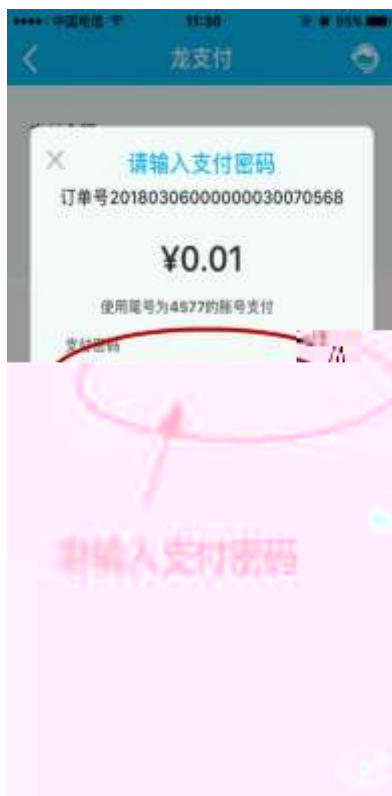 中国电信 11:30 95%
龙支付
请输入支付密码
订单号20180306000000030070568
¥0.01
使用尾号为4577的账号支付
支付密码
请输入支付密码